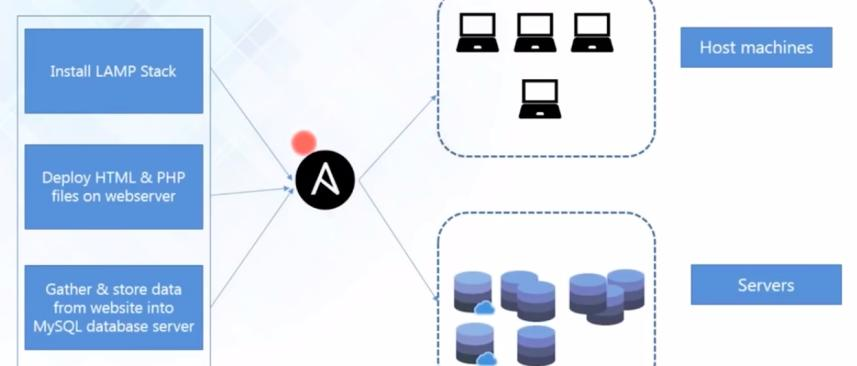 Install LAMP Stack
Deploy HTML & PHP
files on webserver
Gather & store data
from website into
MySQL database server
Host machines
Servers